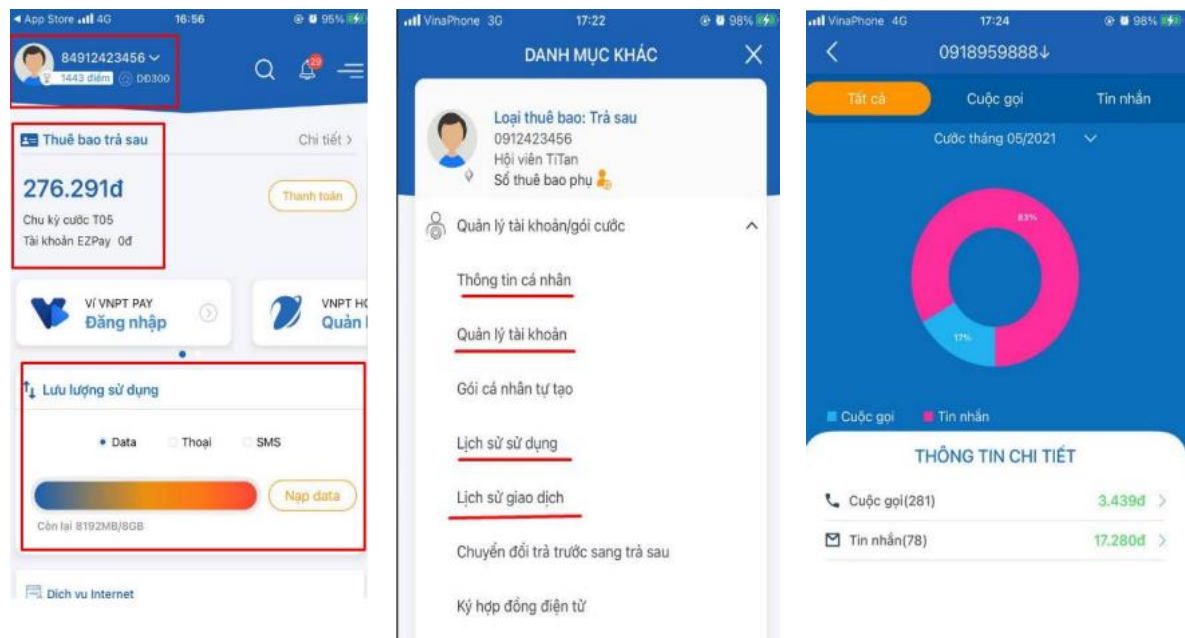 App Store 4G 16:56 95%
84912423456
1443 điểm DĐ300
29
Thuê bao trả sau Chi tiết >
276.291đ
Thanh toán
Chu kỳ cước T05
Tài khoản EZPay 0đ
Ví VNPT PAY
Đăng nhập
VNPT HO
Quản l
Lưu lượng sử dụng
Data Thoại SMS
Nạp data
Còn lại 8192MB/8GB
Dịch vụ Internet
VinaPhone 3G 17:22 98%
DANH MỤC KHÁC
Loại thuê bao: Trả sau
0912423456
Hội viên TiTan
Số thuê bao phụ
Quản lý tài khoản/gói cước
Thông tin cá nhân
Quản lý tài khoản
Gói cá nhân tự tạo
Lịch sử sử dụng
Lịch sử giao dịch
Chuyển đổi trả trước sang trả sau
Ký hợp đồng điện tử
VinaPhone 4G 17:24 98%
0918959888↓
Tất cả Cuộc gọi Tin nhắn
Cước tháng 05/2021
83%
17%
Cuộc gọi Tin nhắn
THÔNG TIN CHI TIẾT
Cuộc gọi(281) 3.439đ >
Tin nhắn(78) 17.280đ >